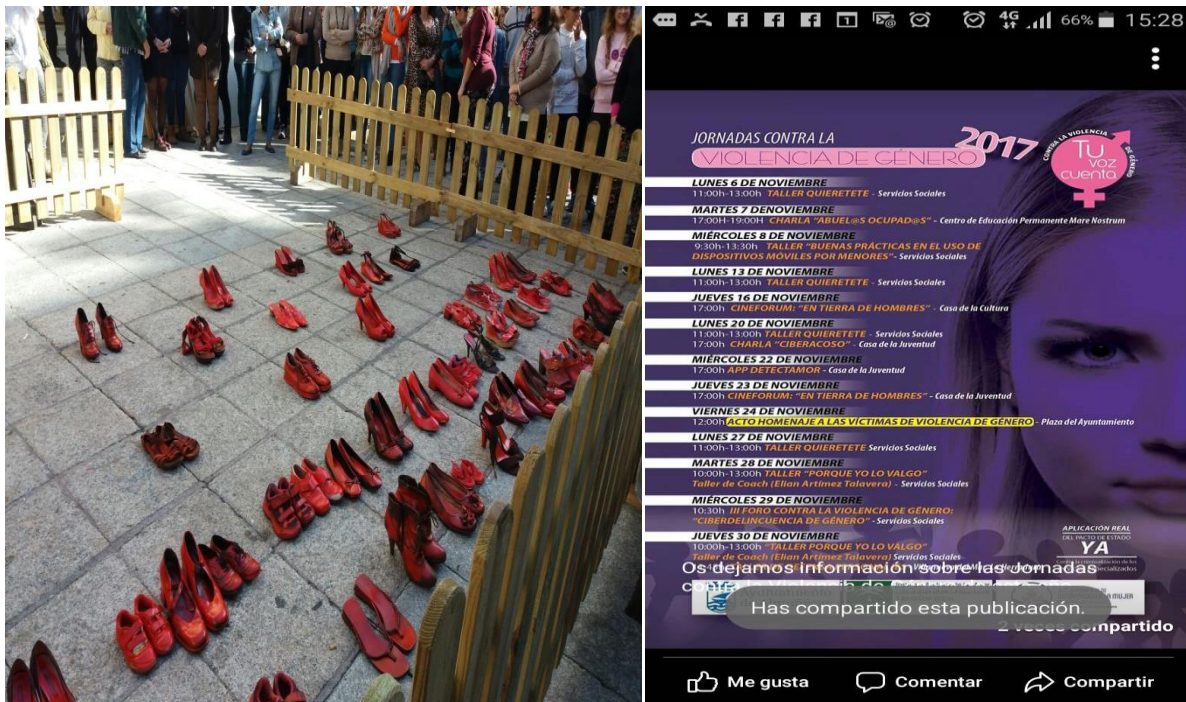 4G 66% 15:28
JORNADAS CONTRA LA
VIOLENCIA DE GÉNERO 2017
CONTRA LA VIOLENCIA DE GÉNERO
TU
voz
cuenta
LUNES 6 DE NOVIEMBRE
11:00h-13:00h TALLER QUIERETETE - Servicios Sociales
MARTES 7 DENOVIEMBRE
17:00H-19:00H CHARLA "ABUEL@S OCUPAD@S" - Centro de Educación Permanente Mare Nostrum
MIÉRCOLES 8 DE NOVIEMBRE
9:30h-13:30h TALLER "BUENAS PRÁCTICAS EN EL USO DE
DISPOSITIVOS MÓVILES POR MENORES"- Servicios Sociales
LUNES 13 DE NOVIEMBRE
11:00h-13:00h TALLER QUIERETETE - Servicios Sociales
JUEVES 16 DE NOVIEMBRE
17:00h CINEFORUM: "EN TIERRA DE HOMBRES" - Casa de la Cultura
LUNES 20 DE NOVIEMBRE
11:00h-13:00h TALLER QUIERETETE - Servicios Sociales
17:00h CHARLA "CIBERACOSO" - Casa de la Juventud
MIÉRCOLES 22 DE NOVIEMBRE
17:00h APP DETECTAMOR - Casa de la Juventud
JUEVES 23 DE NOVIEMBRE
17:00h CINEFORUM: "EN TIERRA DE HOMBRES" - Casa de la Juventud
VIERNES 24 DE NOVIEMBRE
12:00h ACTO HOMENAJE A LAS VÍCTIMAS DE VIOLENCIA DE GÉNERO - Plaza del Ayuntamiento
LUNES 27 DE NOVIEMBRE
11:00h-13:00h TALLER QUIERETETE Servicios Sociales
MARTES 28 DE NOVIEMBRE
10:00h-13:00h TALLER "PORQUE YO LO VALGO"
Taller de Coach (Elian Artímez Talavera) - Servicios Sociales
MIÉRCOLES 29 DE NOVIEMBRE
10:30h III FORO CONTRA LA VIOLENCIA DE GÉNERO:
"CIBERDELINCUENCIA DE GÉNERO" - Servicios Sociales
JUEVES 30 DE NOVIEMBRE
10:00h-13:00h "TALLER PORQUE YO LO VALGO"
Taller de Coach (Elian Artímez Talavera) Servicios Sociales
APLICACIÓN REAL
DEL PACTO DE ESTADO
YA
Os dejamos información sobre las Jornadas
Has compartido esta publicación.
2 veces compartido
Me gusta Comentar Compartir